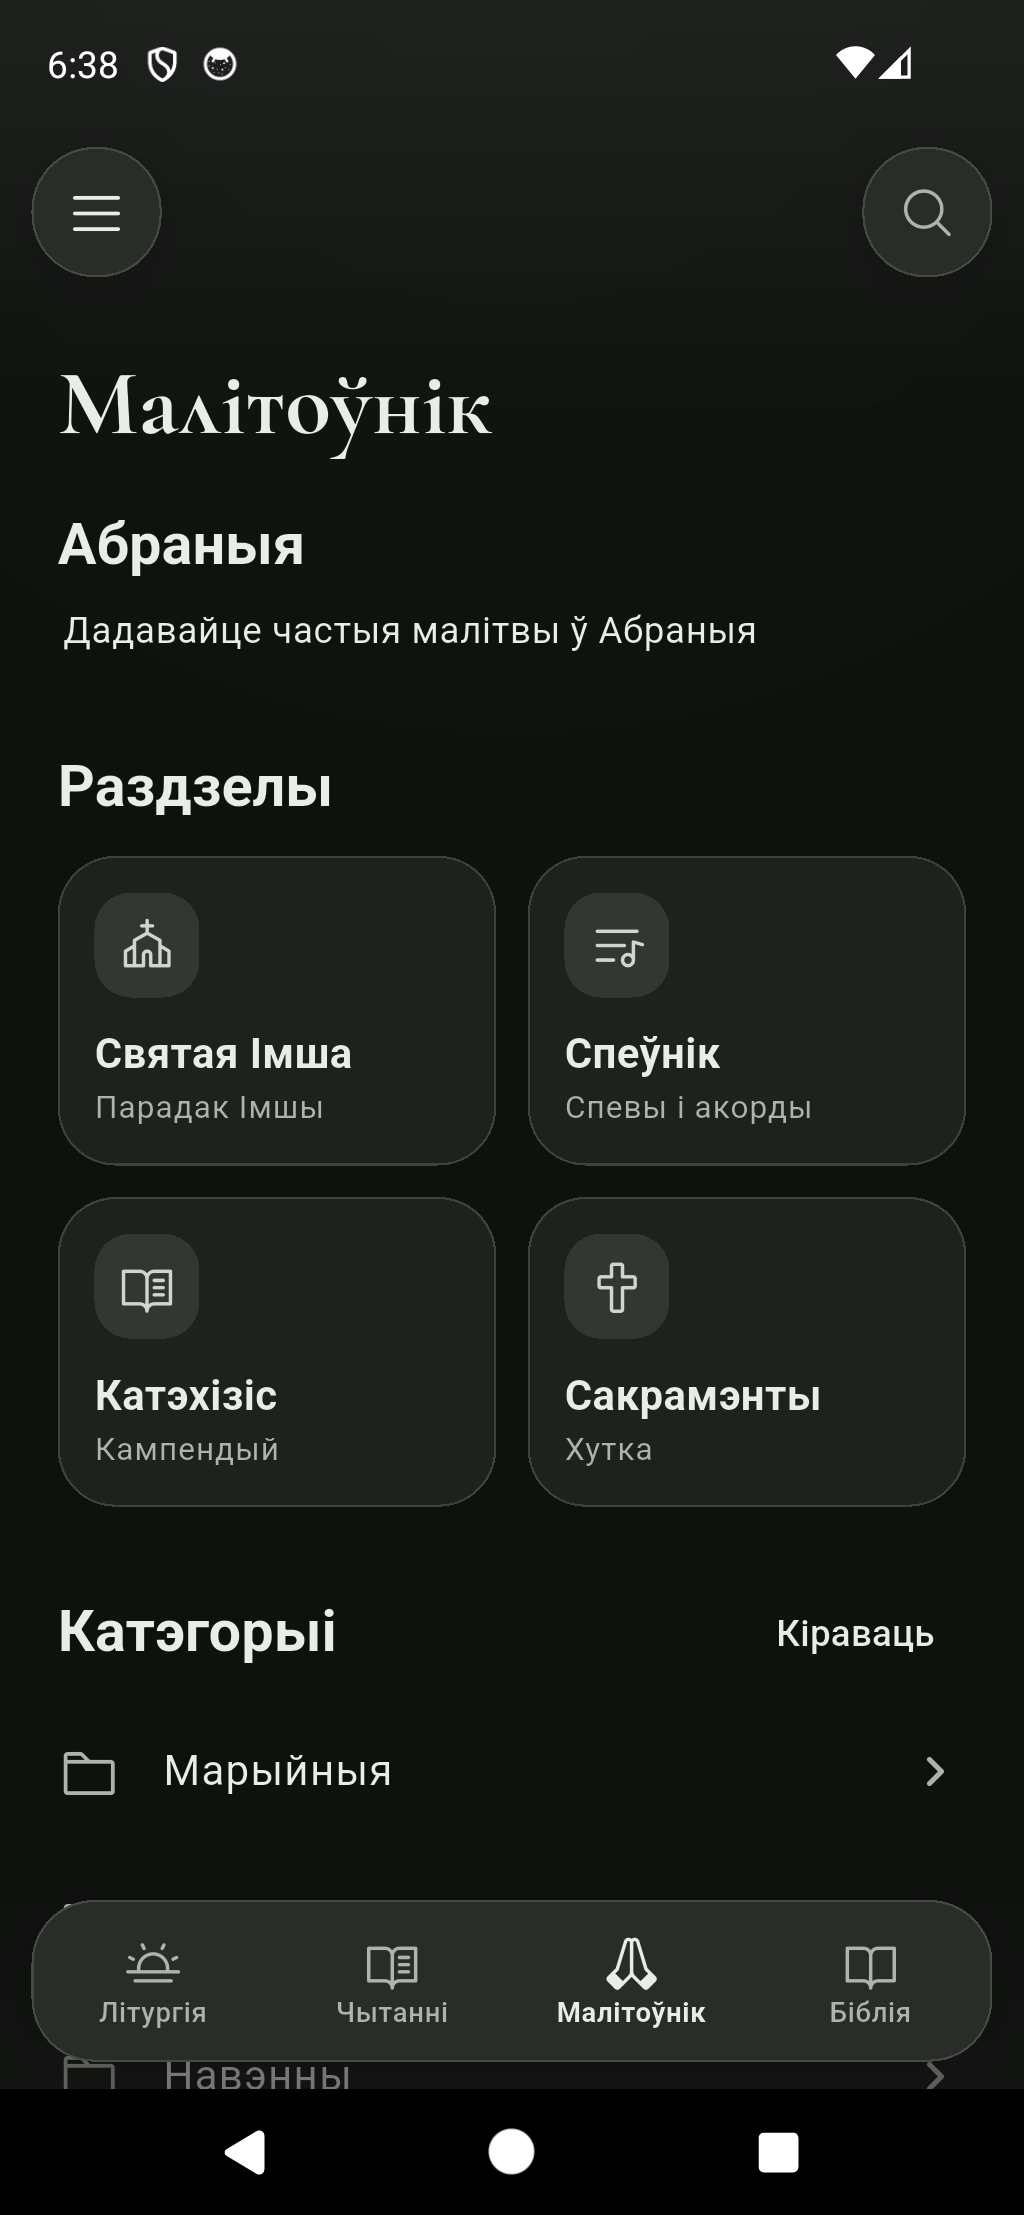 6:38
Малітоўнік
Абраныя
Дадавайце частыя малітвы ў Абраныя
Раздзелы
Святая Імша
Парадак Імшы
Спеўнік
Спевы і акорды
Катэхізіс
Кампендый
Сакрамэнты
Хутка
Катэгорыі
Кіраваць
Марыйныя
Літургія
Чытанні
Малітоўнік
Біблія
Навэнны